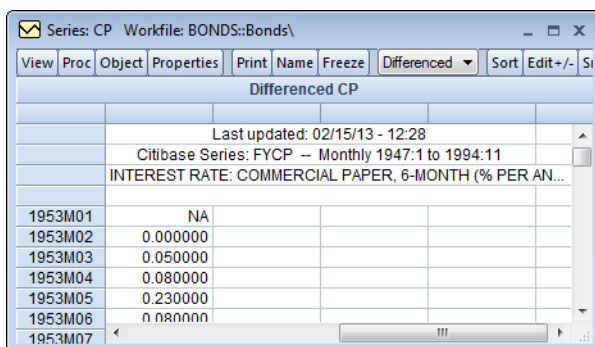 Series: CP Workfile: BONDS::Bonds\
View Proc Object Properties Print Name Freeze Differenced Sort Edit+/-
Differenced CP
Last updated: 02/15/13 - 12:28
Citibase Series: FYCP -- Monthly 1947:1 to 1994:11
INTEREST RATE: COMMERCIAL PAPER, 6-MONTH (% PER AN...
1953M01 NA
1953M02 0.000000
1953M03 0.050000
1953M04 0.080000
1953M05 0.230000
1953M06 0.080000
1953M07